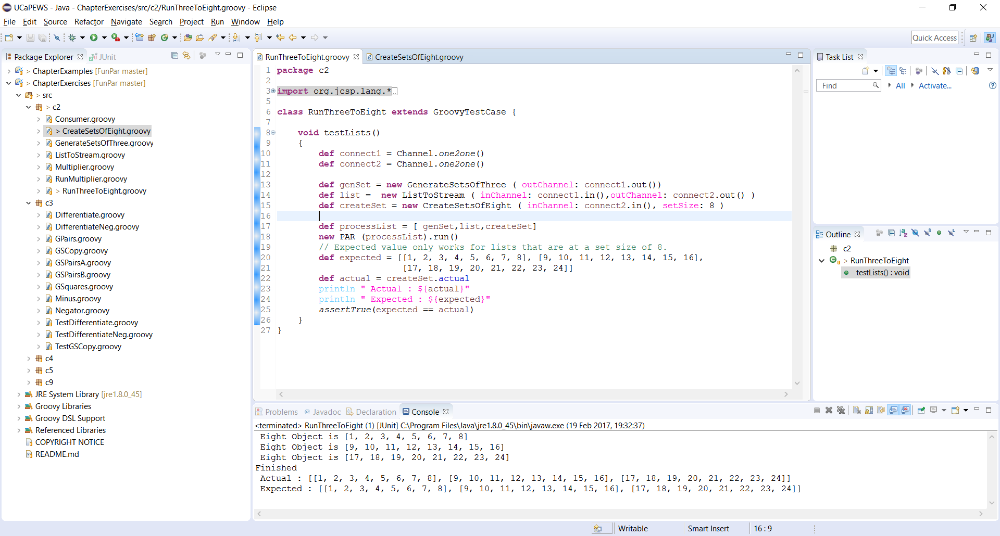 UCaPEWS - Java - ChapterExercises/src/c2/RunThreeToEight.groovy - Eclipse
File Edit Source Refactor Navigate Search Project Run Window Help
Quick Access
Package Explorer JUnit
> ChapterExamples [FunPar master]
> ChapterExercises [FunPar master]
> src
> c2
Consumer.groovy
> CreateSetsOfEight.groovy
GenerateSetsOfThree.groovy
ListToStream.groovy
Multiplier.groovy
RunMultiplier.groovy
> RunThreeToEight.groovy
c3
Differentiate.groovy
DifferentiateNeg.groovy
GPairs.groovy
GSCopy.groovy
GSPairsA.groovy
GSPairsB.groovy
GSquares.groovy
Minus.groovy
Negator.groovy
TestDifferentiate.groovy
TestDifferentiateNeg.groovy
TestGSCopy.groovy
c4
c5
c9
JRE System Library [jre1.8.0_45]
Groovy Libraries
Groovy DSL Support
Referenced Libraries
COPYRIGHT NOTICE
README.md
RunThreeToEight.groovy CreateSetsOfEight.groovy
1 package c2
2
3 import org.jcsp.lang.*
5
6 class RunThreeToEight extends GroovyTestCase {
7
8 void testLists()
9 {
10 def connect1 = Channel.one2one()
11 def connect2 = Channel.one2one()
12
13 def genSet = new GenerateSetsOfThree ( outChannel: connect1.out())
14 def list =  new ListToStream ( inChannel: connect1.in(),outChannel: connect2.out() )
15 def createSet = new CreateSetsOfEight ( inChannel: connect2.in(), setSize: 8 )
16
17 def processList = [ genSet,list,createSet]
18 new PAR (processList).run()
19 // Expected value only works for lists that are at a set size of 8.
20 def expected = [[1, 2, 3, 4, 5, 6, 7, 8], [9, 10, 11, 12, 13, 14, 15, 16],
21 [17, 18, 19, 20, 21, 22, 23, 24]]
22 def actual = createSet.actual
23 println " Actual : ${actual}"
24 println " Expected : ${expected}"
25 assertTrue(expected == actual)
26 }
27 }
Task List
Find All Activate...
Outline
c2
> RunThreeToEight
testLists() : void
Problems @ Javadoc Declaration Console
<terminated> RunThreeToEight (1) [JUnit] C:\Program Files\Java\jre1.8.0_45\bin\javaw.exe (19 Feb 2017, 19:32:37)
Eight Object is [1, 2, 3, 4, 5, 6, 7, 8]
Eight Object is [9, 10, 11, 12, 13, 14, 15, 16]
Eight Object is [17, 18, 19, 20, 21, 22, 23, 24]
Finished
Actual : [[1, 2, 3, 4, 5, 6, 7, 8], [9, 10, 11, 12, 13, 14, 15, 16], [17, 18, 19, 20, 21, 22, 23, 24]]
Expected : [[1, 2, 3, 4, 5, 6, 7, 8], [9, 10, 11, 12, 13, 14, 15, 16], [17, 18, 19, 20, 21, 22, 23, 24]]
Writable Smart Insert 16 : 9